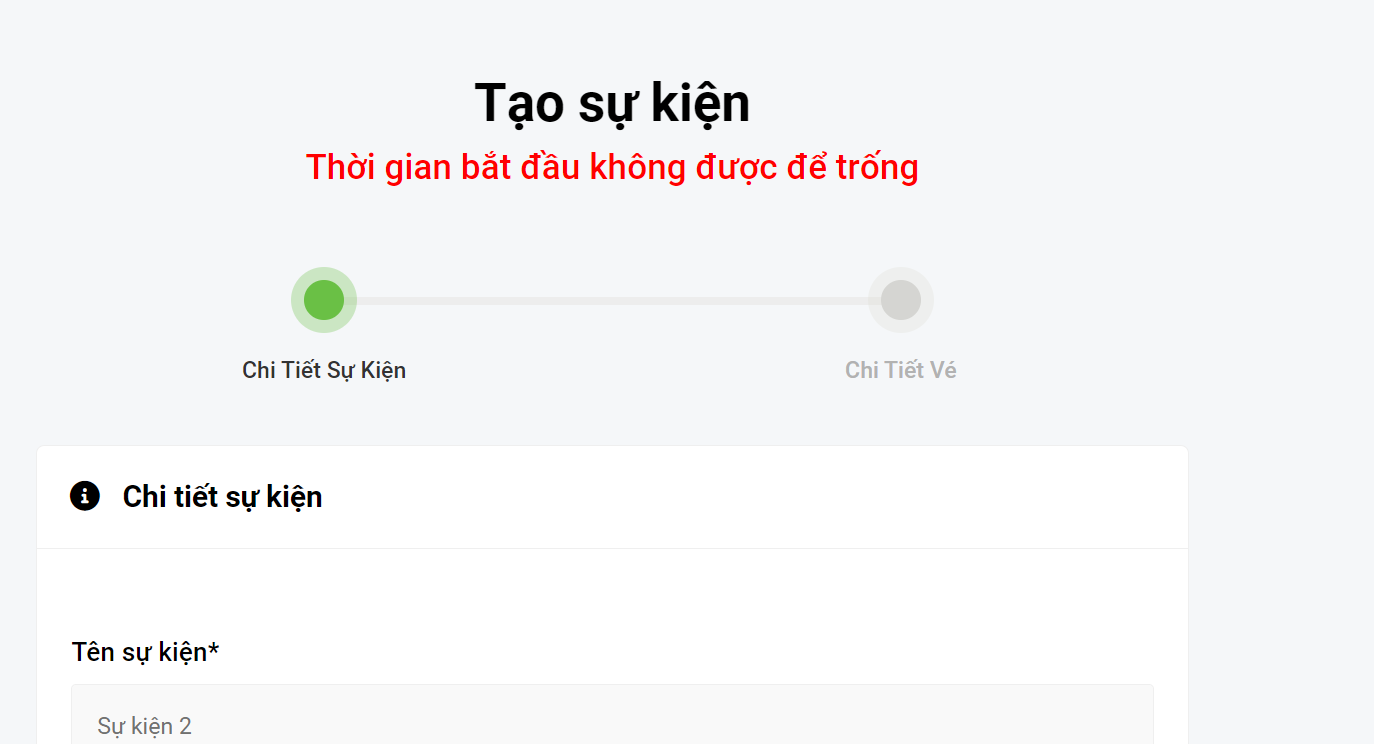 Tạo sự kiện
Thời gian bắt đầu không được để trống
Chi Tiết Sự Kiện
Chi Tiết Vé
Chi tiết sự kiện
Tên sự kiện*
Sự kiện 2